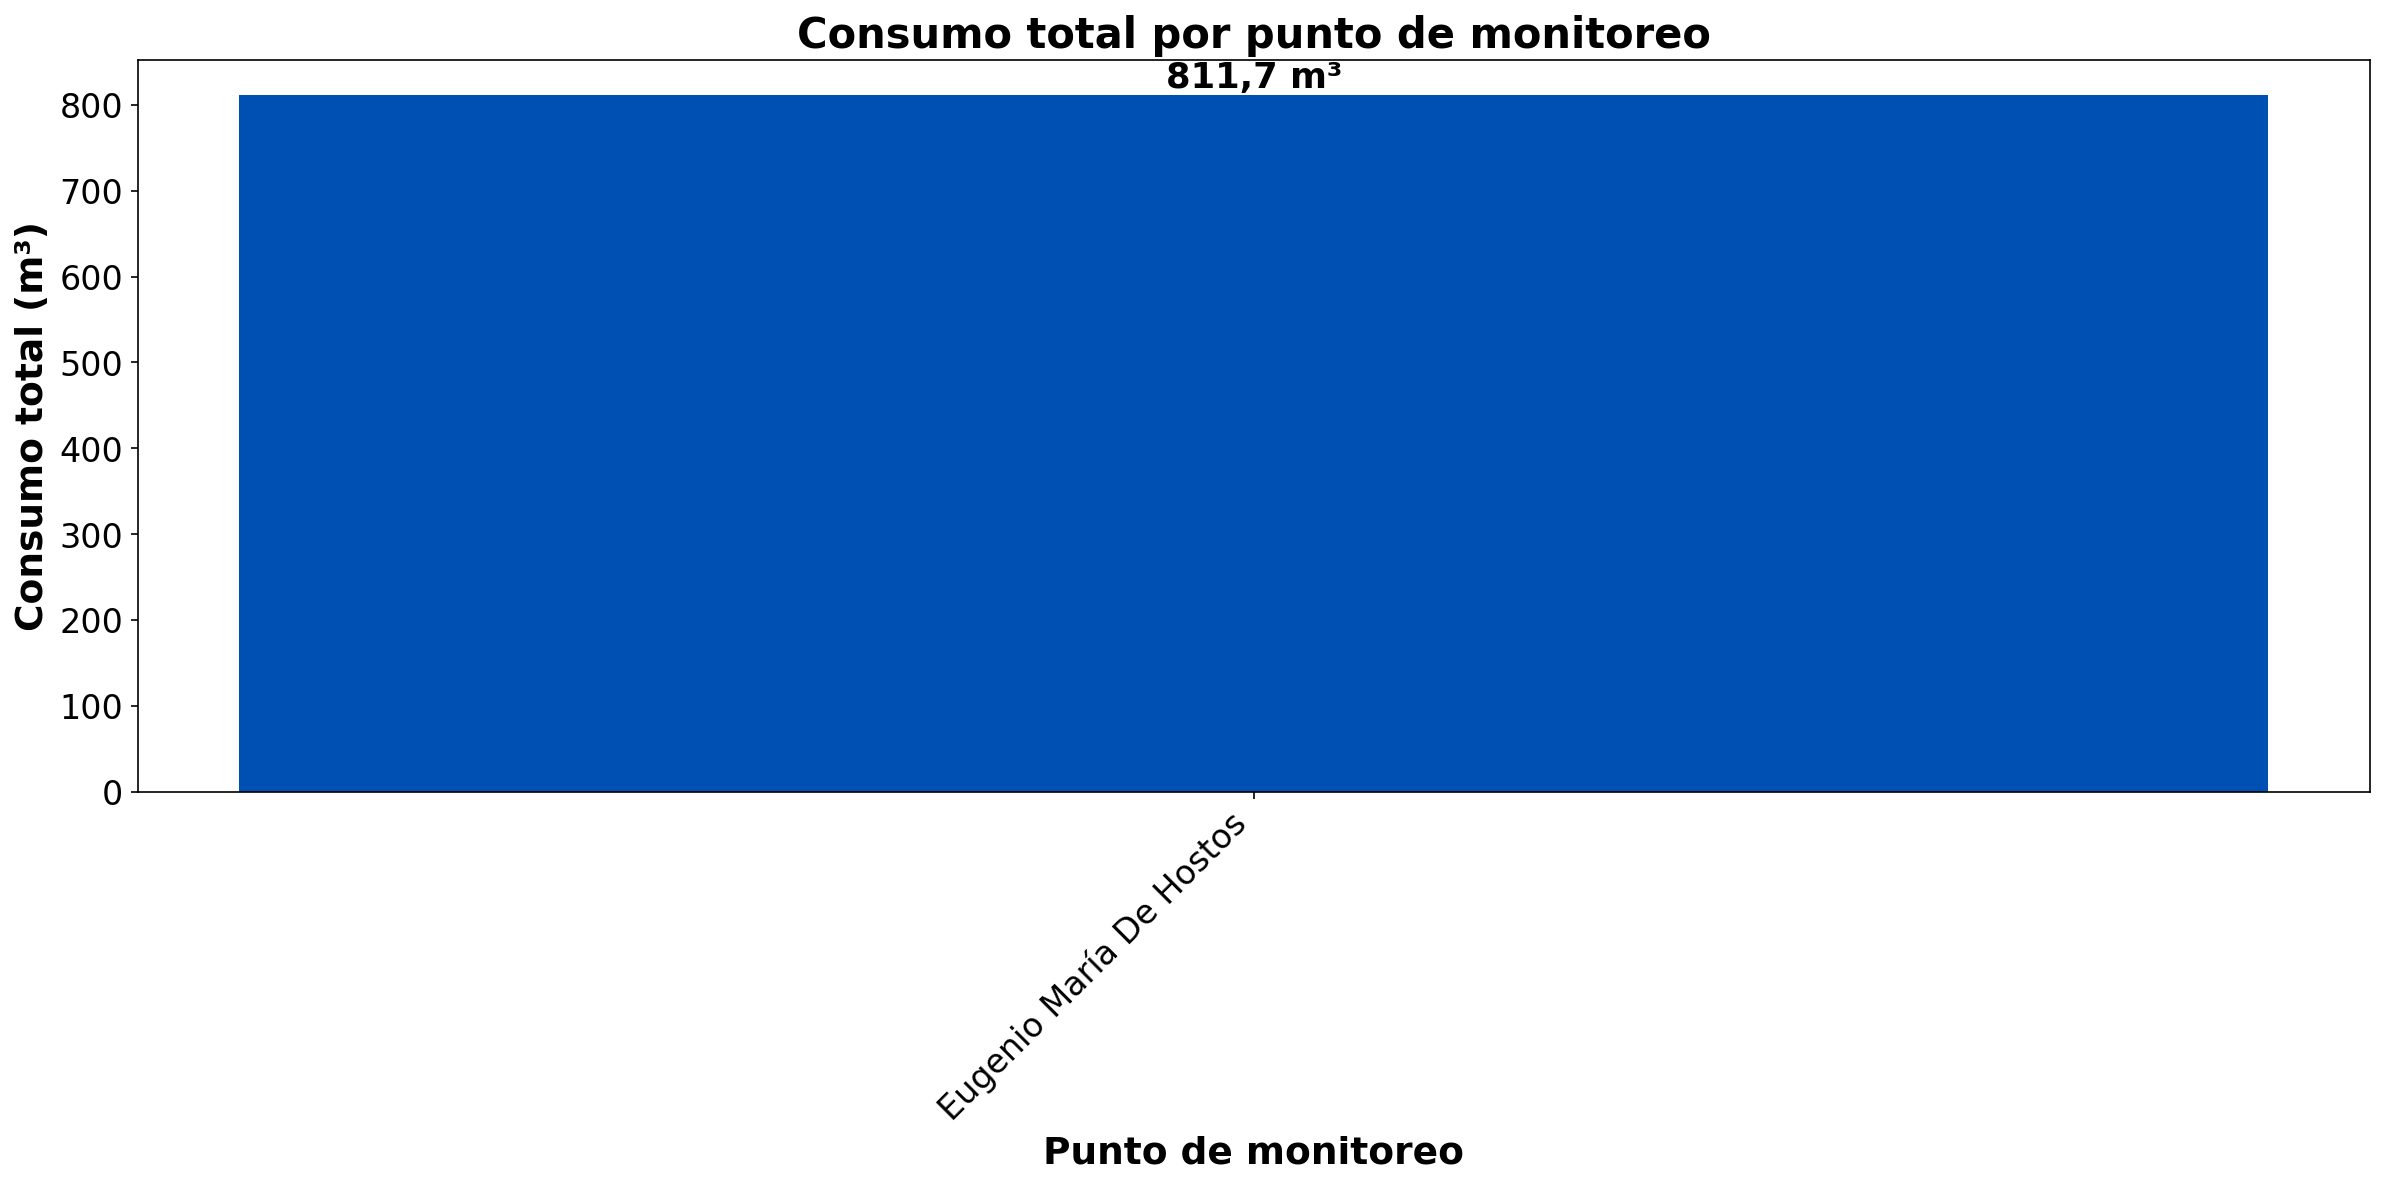 Consumo total por punto de monitoreo
811,7 m³
Consumo total (m³)
800
700
600
500
400
300
200
100
0
Eugenio María De Hostos
Punto de monitoreo